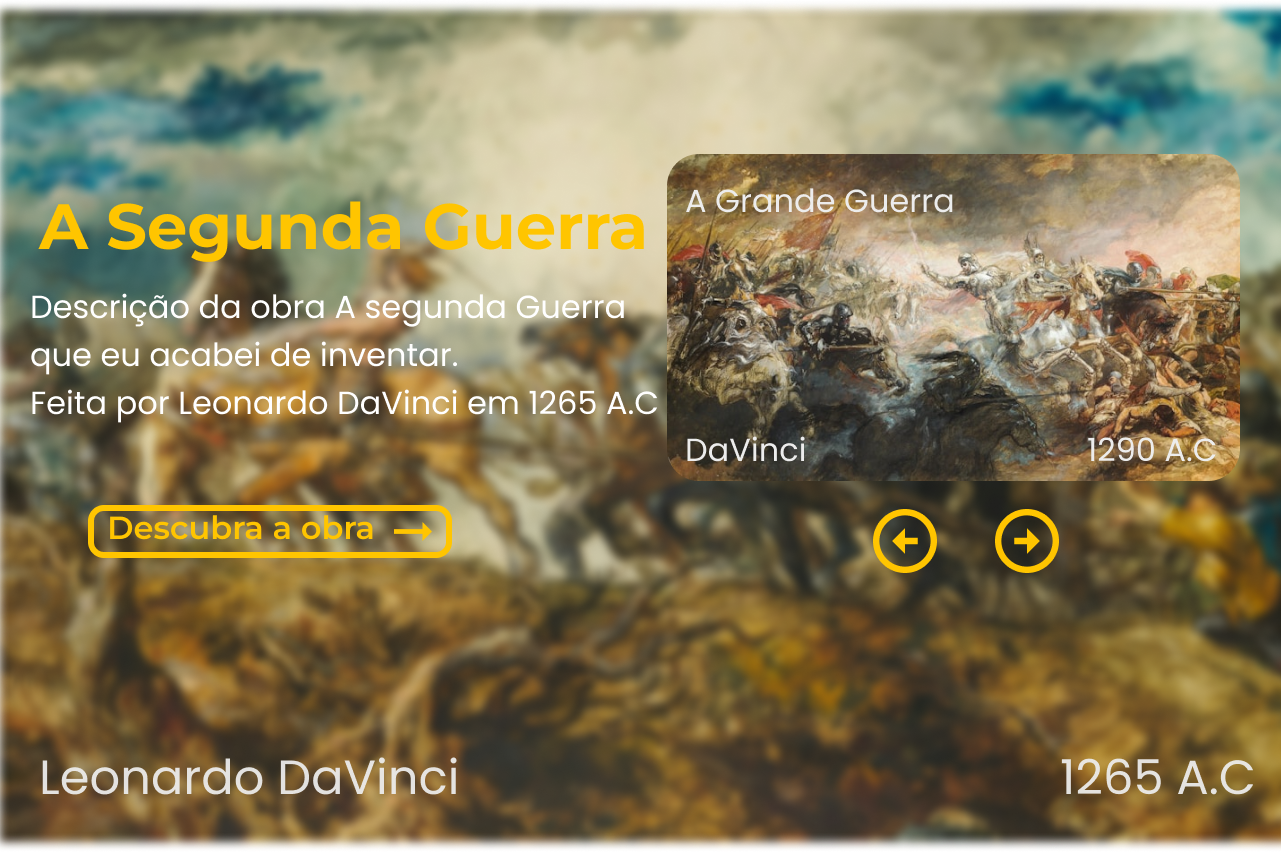 A Segunda Guerra
Descrição da obra A segunda Guerra
que eu acabei de inventar.
Feita por Leonardo DaVinci em 1265 A.C
Descubra a obra
A Grande Guerra
DaVinci
1290 A.C
Leonardo DaVinci
1265 A.C